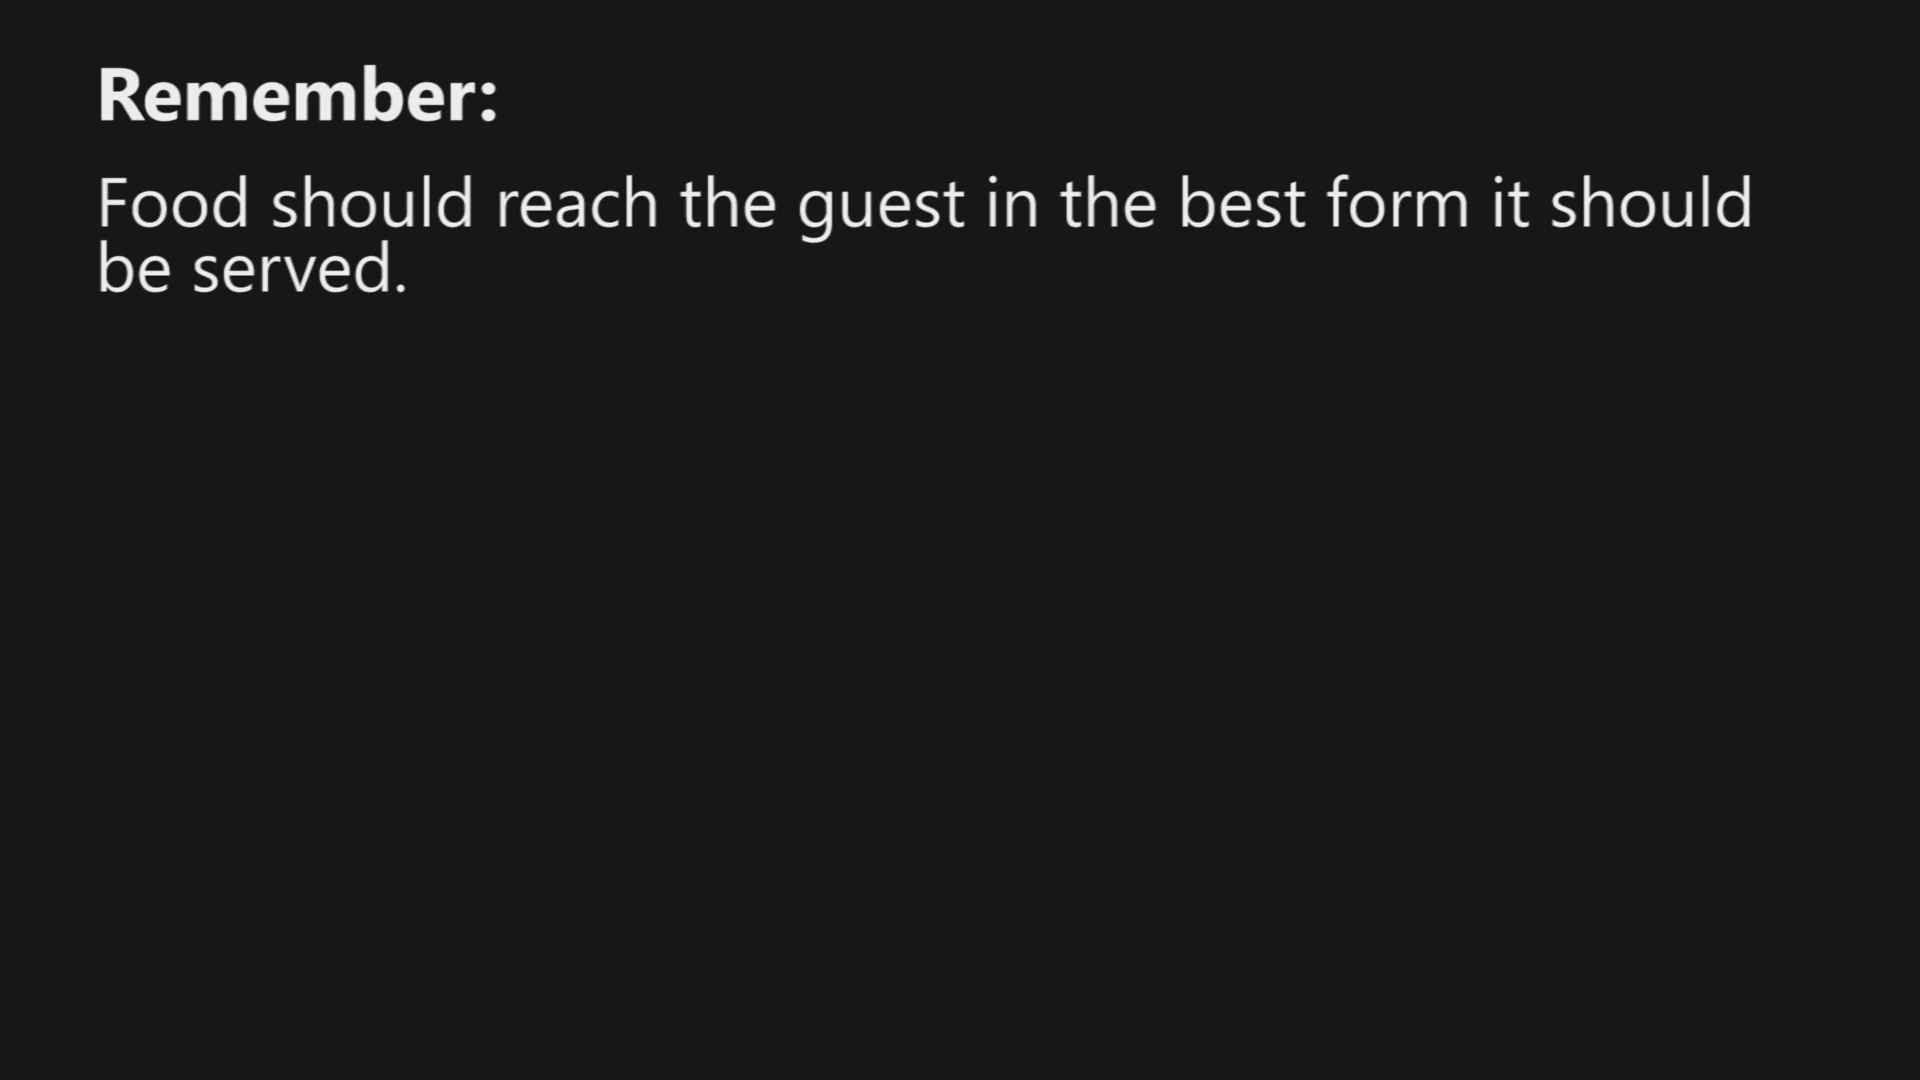 Remember:
Food should reach the guest in the best form it should
be served.